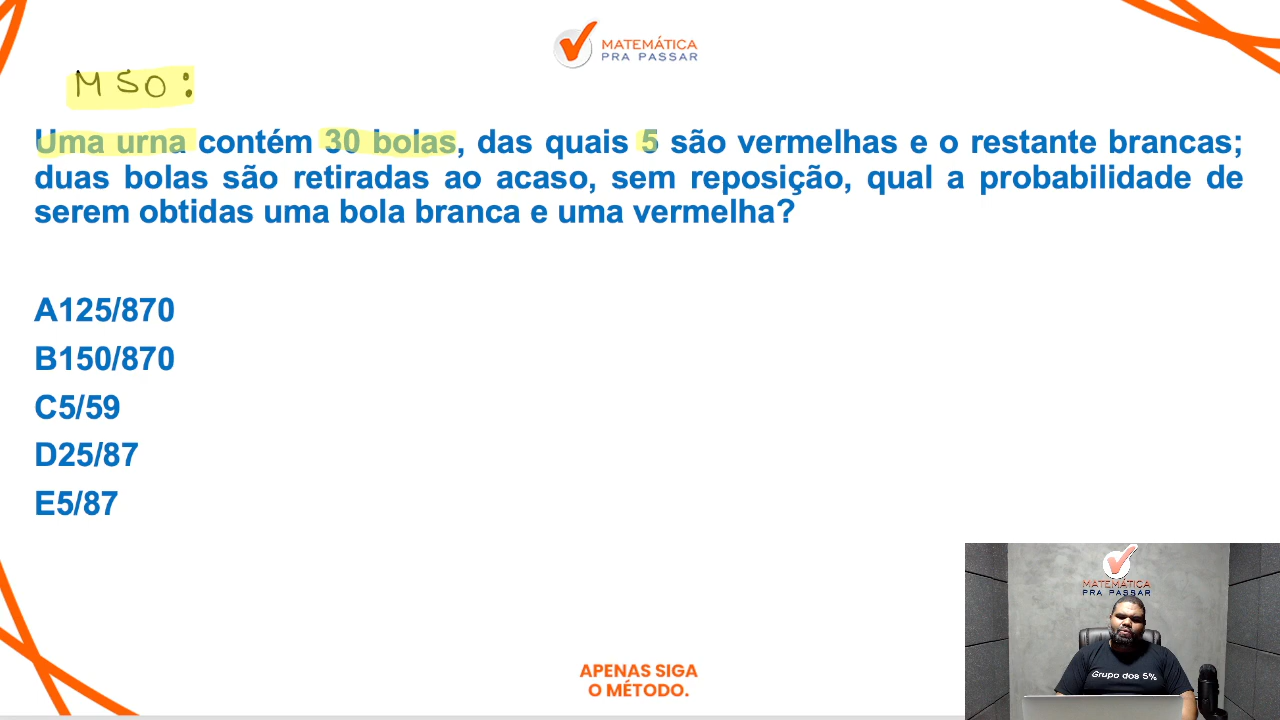 MATEMÁTICA
PRA PASSAR
MSO:
Uma urna contém 30 bolas, das quais 5 são vermelhas e o restante brancas;
duas bolas são retiradas ao acaso, sem reposição, qual a probabilidade de
serem obtidas uma bola branca e uma vermelha?
A125/870
B150/870
C5/59
D25/87
E5/87
MATEMÁTICA
PRA PASSAR
Grupo dos 5%
APENAS SIGA
O MÉTODO.